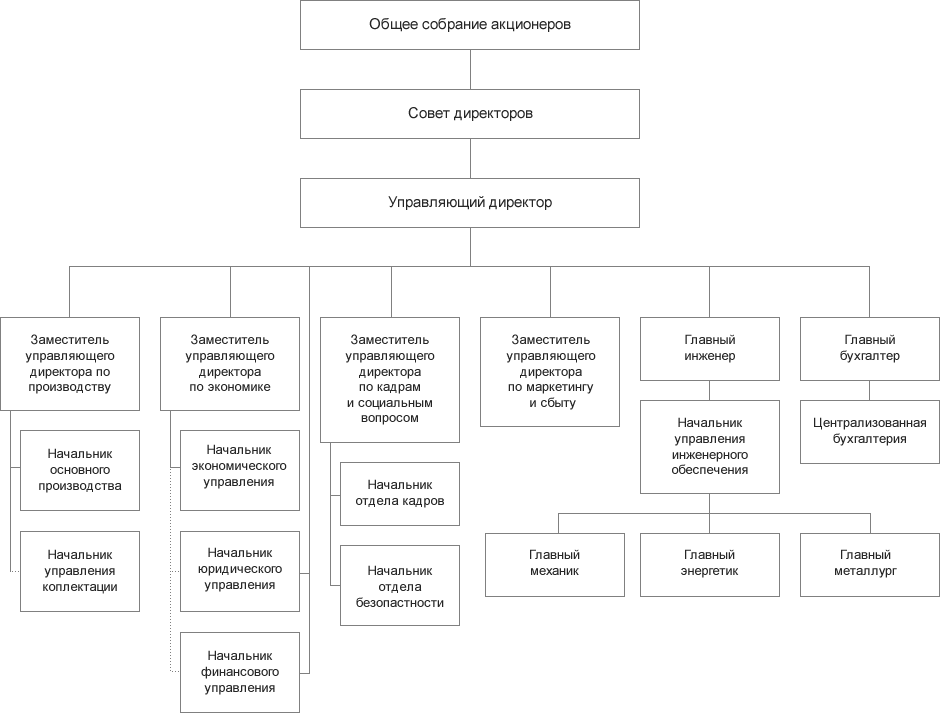 Общее собрание акционеров
Совет директоров
Управляющий директор
Заместитель
управляющего
директора по
производству
Заместитель
управляющего
директора
по экономике
Заместитель
управляющего
директора
по кадрам
и социальным
вопросом
Заместитель
управляющего
директора
по маркетингу
и сбыту
Главный
инженер
Главный
бухгалтер
Начальник
основного
производства
Начальник
управления
коплектации
Начальник
экономического
управления
Начальник
юридического
управления
Начальник
финансового
управления
Начальник
отдела кадров
Начальник
отдела
безопастности
Начальник
управления
инженерного
обеспечения
Централизованная
бухгалтерия
Главный
механик
Главный
энергетик
Главный
металлург